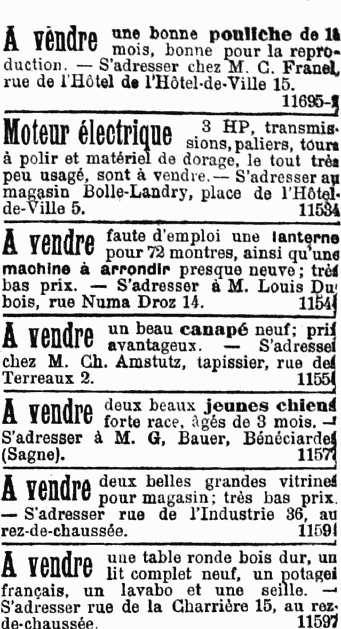 A vendre une bonne pouliche de 18
mois, bonne pour la repro-
duction. — S'adresser chez M. C. Franel,
rue de l'Hôtel de l'Hôtel-de-Ville 15.
11695-2
Moteur électrique 3 HP, transmis-
sions, paliers, tours
à polir et matériel de dorage, le tout très
peu usagé, sont à vendre. — S'adresser au
magasin Bolle-Landry, place de l'Hôtel-
de-Ville 5. 11534
A vendre faute d'emploi une lanterne
pour 72 montres, ainsi qu'une
machine à arrondir presque neuve; très
bas prix. — S'adresser à M. Louis Du
bois, rue Numa Droz 14. 1154
A vendre un beau canapé neuf; prix
avantageux. — S'adresser
chez M. Ch. Amstutz, tapissier, rue des
Terreaux 2. 1155
A vendre deux beaux jeunes chiens
forte race, âgés de 3 mois. —
S'adresser à M. G, Bauer, Bénéciardes
(Sagne). 1157
A vendre deux belles grandes vitrines
pour magasin; très bas prix.
— S'adresser rue de l'Industrie 36, au
rez-de-chaussée. 1159
A vendre une table ronde bois dur, un
lit complet neuf, un potager
français, un lavabo et une seille. —
S'adresser rue de la Charrière 15, au rez-
de-chaussée. 11597